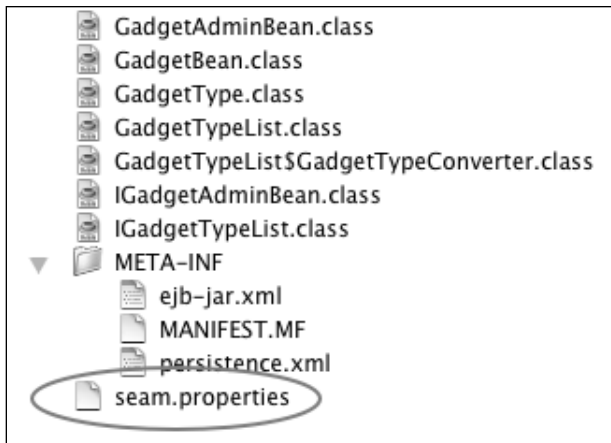 GadgetAdminBean.class
GadgetBean.class
GadgetType.class
GadgetTypeList.class
GadgetTypeList$GadgetTypeConverter.class
IGadgetAdminBean.class
IGadgetTypeList.class
META-INF
ejb-jar.xml
MANIFEST.MF
persistence.xml
seam.properties